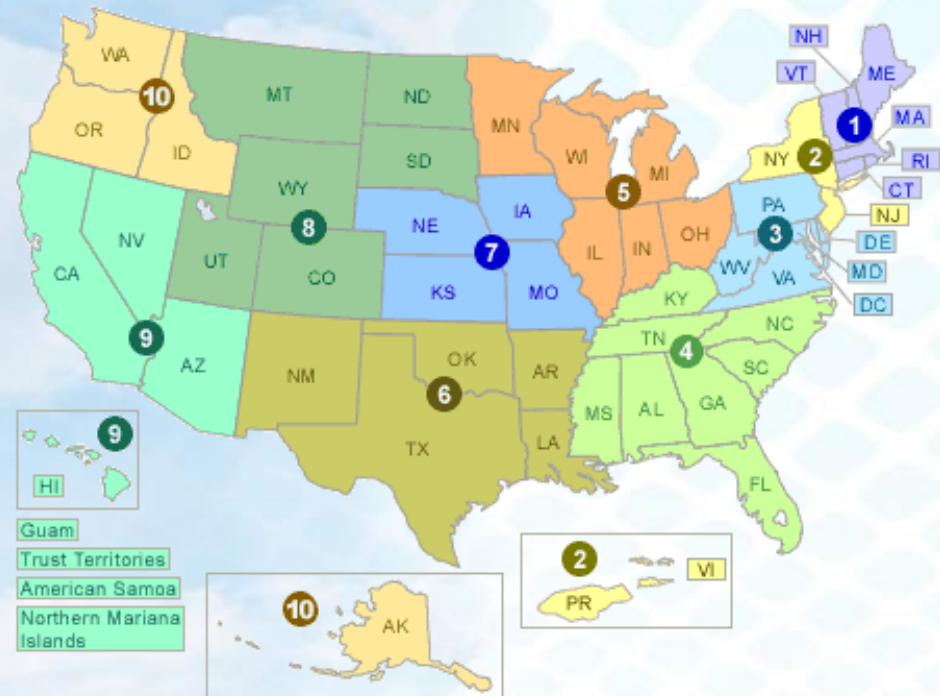 NH
VT
ME
WA
10
MT
ND
MN
OR
ID
SD
WI
MI
NY
2
1
MA
RI
CT
NJ
WY
8
NE
IA
5
PA
3
DE
NV
UT
CO
7
IL
IN
OH
WV
VA
MD
DC
CA
KS
MO
KY
9
AZ
NM
OK
6
AR
TN
4
NC
SC
MS
AL
GA
TX
LA
FL
9
HI
Guam
Trust Territories
American Samoa
Northern Mariana
Islands
10
AK
2
PR
VI